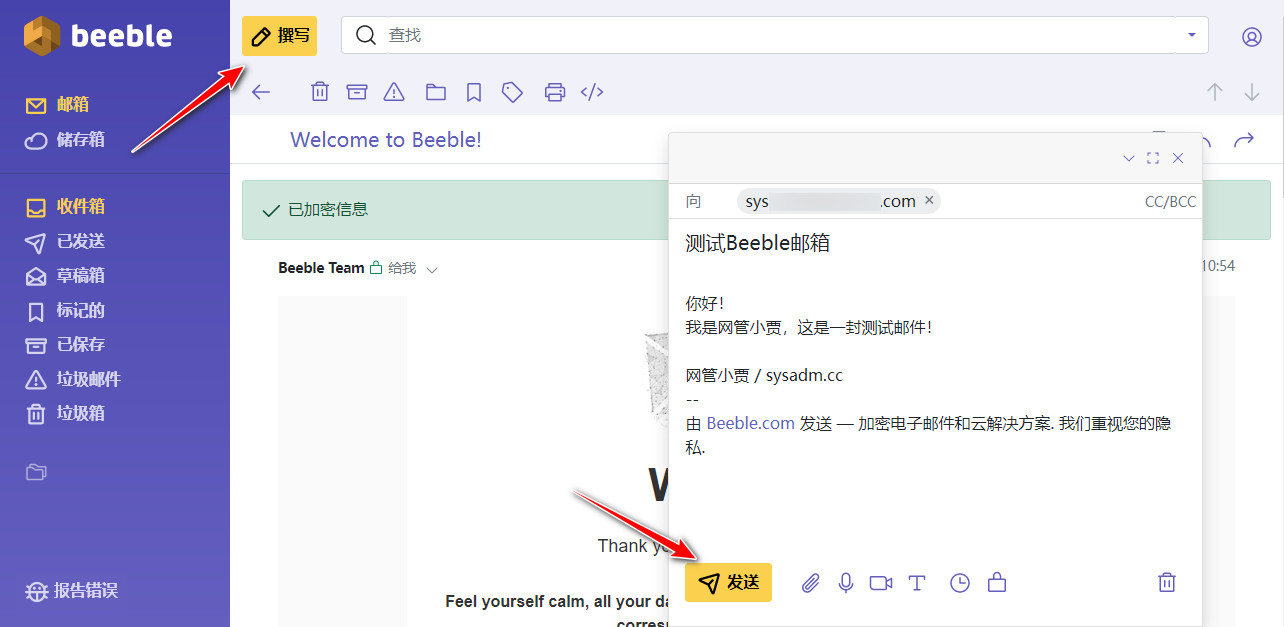 beeble
撰写
查找
邮箱
储存箱
收件箱
已发送
草稿箱
标记的
已保存
垃圾邮件
垃圾箱
报告错误
Welcome to Beeble!
已加密信息
Beeble Team 给我
10:54
W
Thank
Feel yourself calm, all your
向 sys .com × CC/BCC
测试Beeble邮箱
你好！
我是网管小贾，这是一封测试邮件！
网管小贾 / sysadm.cc
--
由 Beeble.com 发送 — 加密电子邮件和云解决方案. 我们重视您的隐
私.
发送